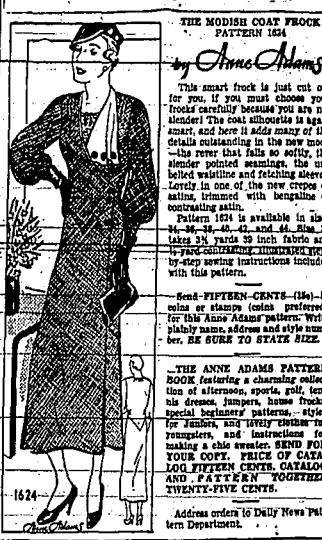 THE MODISH COAT FROCK
PATTERN 1624
by Anne Adams
This smart frock is just cut o
for you, if you must choose yo
frocks carefully because you are n
slender! The coat silhouette is aga
smart, and here it adds many of th
details outstanding in the new mod
—the rever that falls so softly, th
slender pointed seamings, the un
belted waistline and fetching sleeve
Lovely in one of the new crepes o
satins, trimmed with bengaline o
contrasting satin.
Pattern 1624 is available in siz
34, 36, 38, 40, 42, and 44. Size
takes 3⅜ yards 39 inch fabric an
yard contrasting. Illustrated
by-step sewing instructions includ
with this pattern.
Send FIFTEEN CENTS (15c)
coins or stamps (coins preferred
for this Anne Adams pattern. Wri
plainly name, address and style num
ber. BE SURE TO STATE SIZE.
THE ANNE ADAMS PATTER
BOOK featuring a charming collec
tion of afternoon, sports, golf, ten
nis dresses, jumpers, house frock
special beginners' patterns, style
for Juniors, and lovely clothes fo
youngsters, and instructions fo
making a chic sweater. SEND FO
YOUR COPY. PRICE OF CATA
LOG FIFTEEN CENTS. CATALO
AND PATTERN TOGETHE
TWENTY-FIVE CENTS.
Address orders to Daily News Pat
tern Department.
1624
Anne Adams